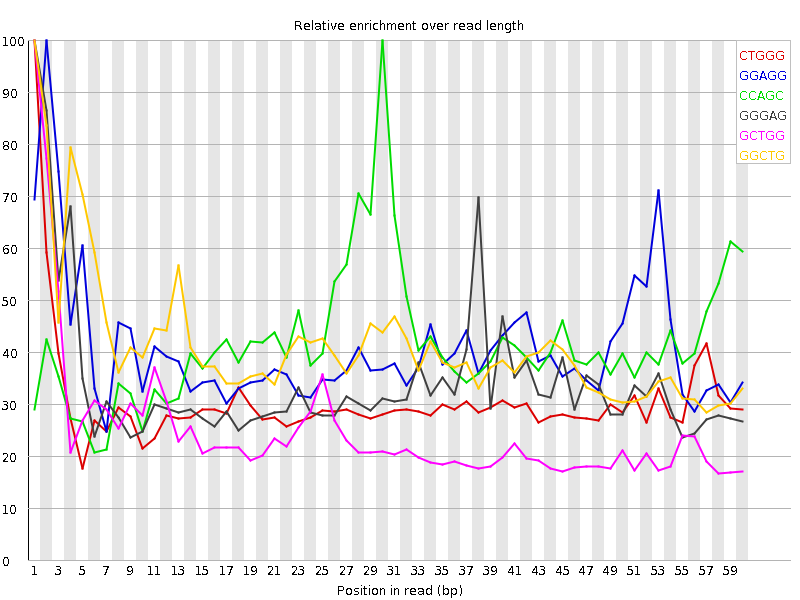 Relative enrichment over read length
100
90
80
70
60
50
40
30
20
10
0
CTGGG
GGAGG
CCAGC
GGGAG
GCTGG
GGCTG
1 3 5 7 9 11 13 15 17 19 21 23 25 27 29 31 33 35 37 39 41 43 45 47 49 51 53 55 57 59
Position in read (bp)